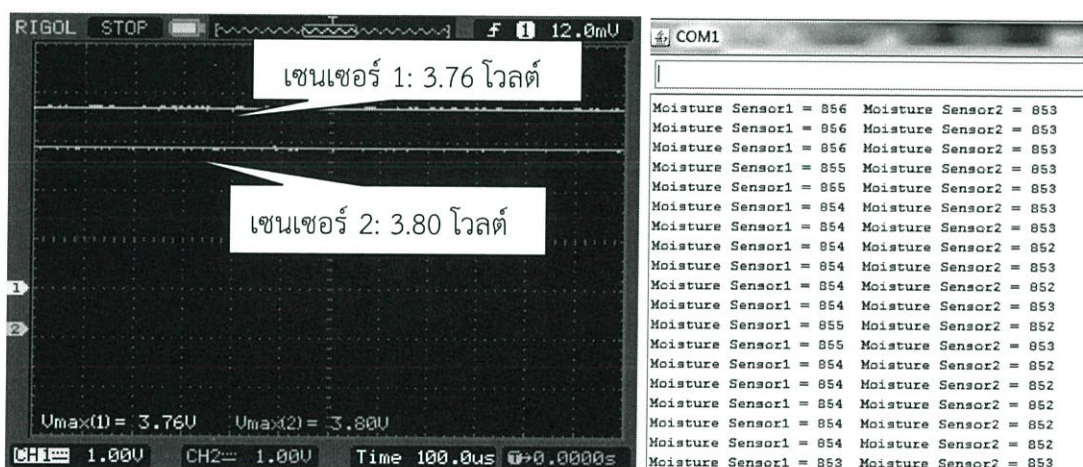 RIGOL STOP f 1 12.0mV
T
เซนเซอร์ 1: 3.76 โวลต์
เซนเซอร์ 2: 3.80 โวลต์
1
2
Vmax(1)= 3.76V Vmax(2)= 3.80V
CH1 1.00V CH2 1.00V Time 100.0us T→0.0000s
COM1
Moisture Sensor1 = 856 Moisture Sensor2 = 853
Moisture Sensor1 = 856 Moisture Sensor2 = 853
Moisture Sensor1 = 856 Moisture Sensor2 = 853
Moisture Sensor1 = 855 Moisture Sensor2 = 853
Moisture Sensor1 = 855 Moisture Sensor2 = 853
Moisture Sensor1 = 854 Moisture Sensor2 = 853
Moisture Sensor1 = 854 Moisture Sensor2 = 853
Moisture Sensor1 = 854 Moisture Sensor2 = 852
Moisture Sensor1 = 854 Moisture Sensor2 = 853
Moisture Sensor1 = 854 Moisture Sensor2 = 852
Moisture Sensor1 = 854 Moisture Sensor2 = 853
Moisture Sensor1 = 855 Moisture Sensor2 = 852
Moisture Sensor1 = 855 Moisture Sensor2 = 853
Moisture Sensor1 = 854 Moisture Sensor2 = 852
Moisture Sensor1 = 854 Moisture Sensor2 = 852
Moisture Sensor1 = 854 Moisture Sensor2 = 852
Moisture Sensor1 = 854 Moisture Sensor2 = 852
Moisture Sensor1 = 854 Moisture Sensor2 = 852
Moisture Sensor1 = 853 Moisture Sensor2 = 853